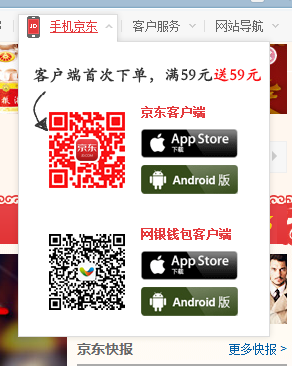 手机京东
客户服务
网站导航
客户端首次下单，满59元送59元
京东
京东客户端
App Store
下载
Android 版
网银钱包客户端
App Store
下载
Android 版
京东快报
更多快报 >